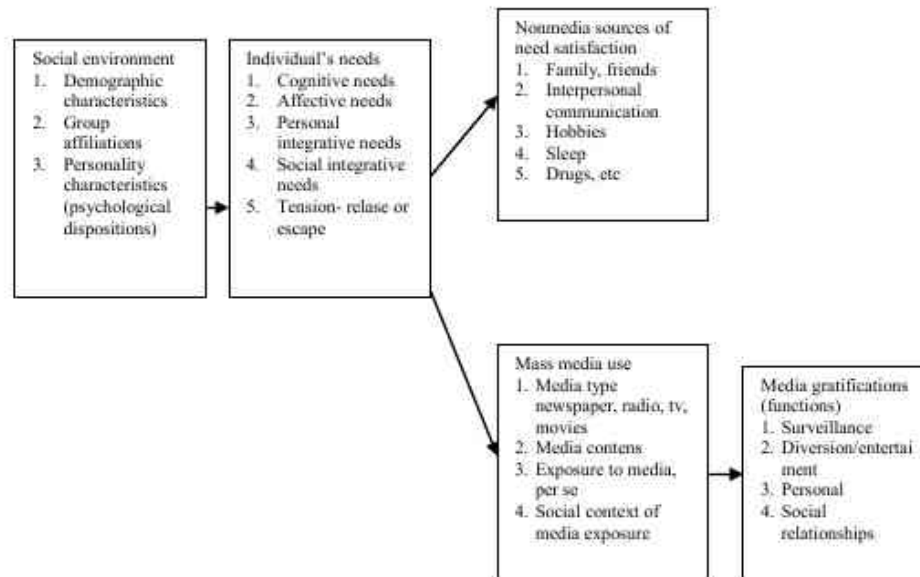 Social environment
1. Demographic
characteristics
2. Group
affiliations
3. Personality
characteristics
(psychological
dispositions)
Individual's needs
1. Cognitive needs
2. Affective needs
3. Personal
integrative needs
4. Social integrative
needs
5. Tension- relase or
escape
Nonmedia sources of
need satisfaction
1. Family, friends
2. Interpersonal
communication
3. Hobbies
4. Sleep
5. Drugs, etc
Mass media use
1. Media type
newspaper, radio, tv,
movies
2. Media contens
3. Exposure to media,
per se
4. Social context of
media exposure
Media gratifications
(functions)
1. Surveillance
2. Diversion/entertai
ment
3. Personal
4. Social
relationships